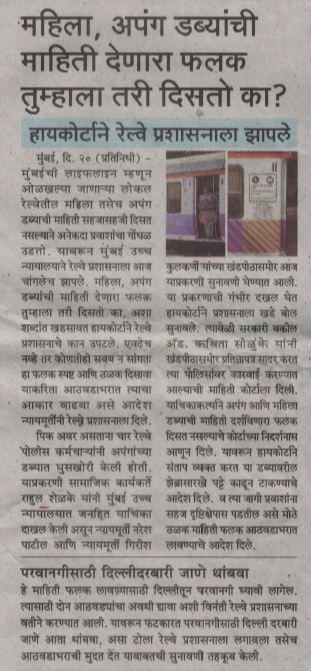 महिला, अपंग डब्यांची
माहिती देणारा फलक
तुम्हाला तरी दिसतो का?
हायकोर्टाने रेल्वे प्रशासनाला झापले
मुंबई, दि. २० (प्रतिनिधी) –
मुंबईची लाइफलाइन म्हणून
ओळखल्या जाणाऱ्या लोकल
रेल्वेतील महिला तसेच अपंग
डब्याची माहिती सहजासहजी दिसत
नसल्याने अनेकदा प्रवाशांचा गोंधळ
उडतो. यावरून मुंबई उच्च
न्यायालयाने रेल्वे प्रशासनाला आज
चांगलेच झापले. महिला, अपंग
डब्यांची माहिती देणारा फलक
तुम्हाला तरी दिसतो का, अशा
शब्दांत खडसावत हायकोर्टाने रेल्वे
प्रशासनाचे कान उपटले. एवढेच
नव्हे तर कोणतीही सबब न सांगता
हा फलक स्पष्ट आणि ठळक दिसावा
याकरिता आठवडाभरात त्याचा
आकार वाढवा असे आदेश
न्यायमूर्तींनी रेल्वे प्रशासनाला दिले.
पिक अवर असताना चार रेल्वे
पोलीस कर्मचाऱ्यांनी अपंगांच्या
डब्यात घुसखोरी केली होती.
याप्रकरणी सामाजिक कार्यकर्ते
राहुल शेळके यांनी मुंबई उच्च
न्यायालयात जनहित याचिका
दाखल केली असून न्यायमूर्ती नरेश
पाटील आणि न्यायमूर्ती गिरीश
कुलकर्णी यांच्या खंडपीठासमोर आज
याप्रकरणी सुनावणी घेण्यात आली.
या प्रकरणाची गंभीर दखल घेत
हायकोर्टाने प्रशासनाला खडे बोल
सुनावले. त्यावेळी सरकारी वकील
अॅड. कविता सोळुंके यांनी
खंडपीठासमोर प्रतिज्ञापत्र सादर करत
त्या पोलिसांवर कारवाई करण्यात
आल्याची माहिती कोर्टाला दिली.
याचिकाकर्त्याने अपंग आणि महिला
डब्याची माहिती दर्शविणारा फलक
दिसत नसल्याचे कोर्टाच्या निदर्शनास
आणून दिले. यावरून हायकोर्टाने
संताप व्यक्त करत या डब्यावरील
झेब्रासारखे पट्टे काढून टाकण्याचे
आदेश दिले. व त्या जागी प्रवाशांना
सहज दृष्टिक्षेपास पडतील असे मोठे
ठळक माहिती फलक आठवडाभरात
लावण्याचे आदेश दिले.
परवानगीसाठी दिल्लीदरबारी जाणे थांबवा
हे माहिती फलक लावण्यासाठी दिल्लीतून परवानगी घ्यावी लागेल.
त्यासाठी दोन आठवड्यांचा अवधी द्यावा अशी विनंती रेल्वे प्रशासनाच्या
वतीने करण्यात आली. यावरून फटकारत परवानगीसाठी दिल्ली दरबारी
जाणे आता थांबवा, असा टोला रेल्वे प्रशासनाला लगावला तसेच
आठवडाभराची मुदत देत याबाबतची सुनावणी तहकूब केली.